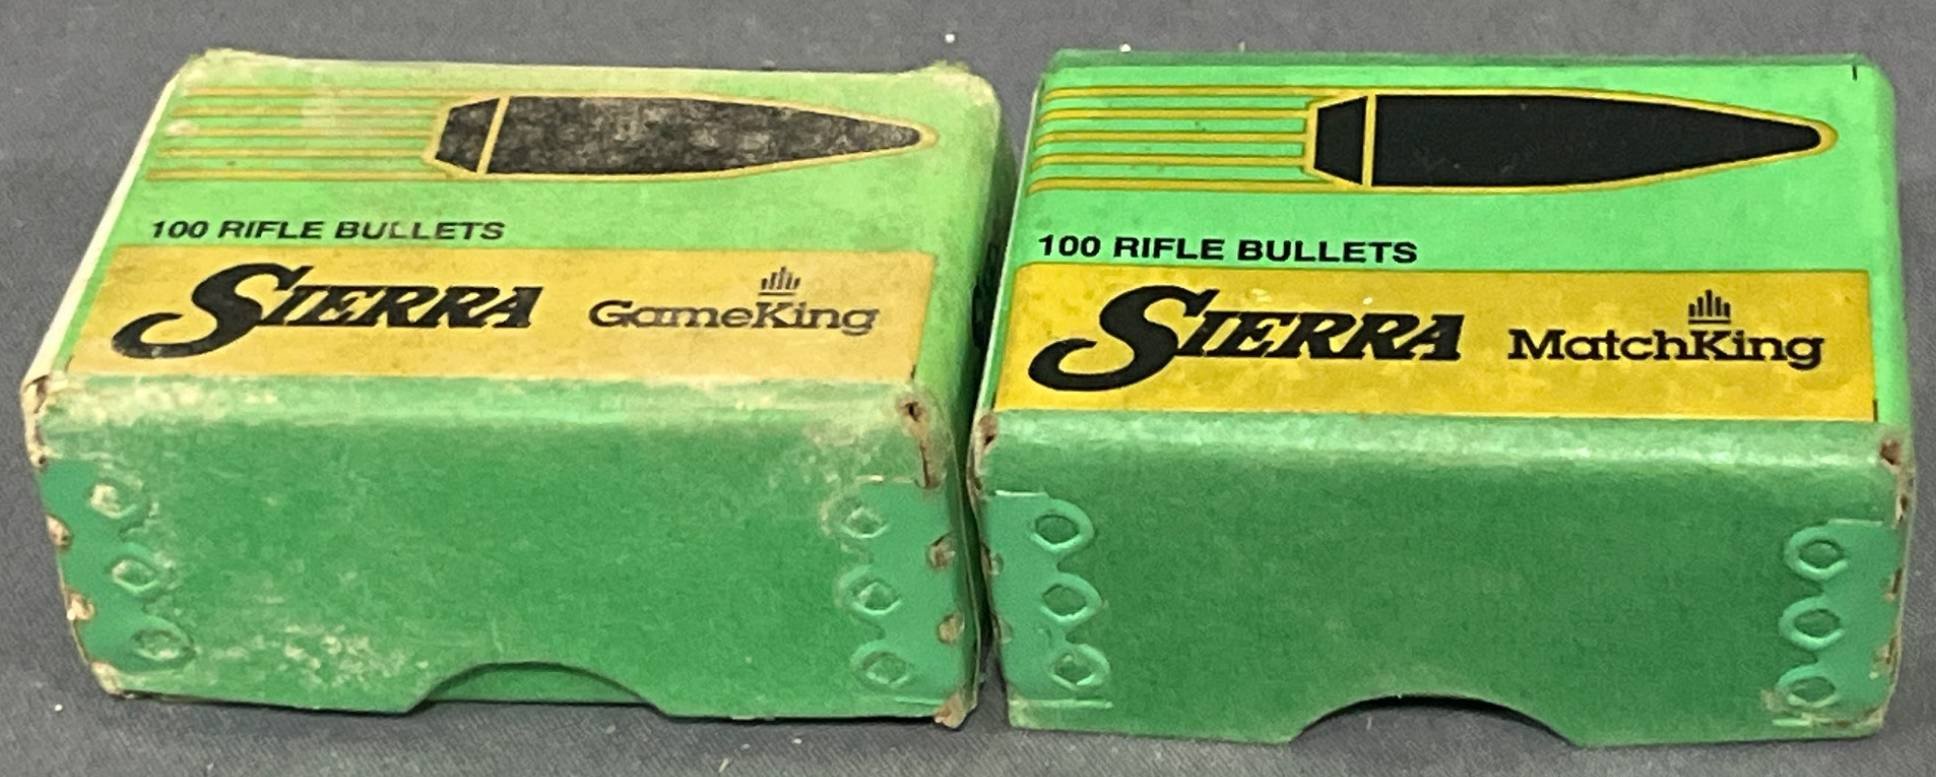 100 RIFLE BULLETS
SIERRA GameKing
100 RIFLE BULLETS
SIERRA MatchKing